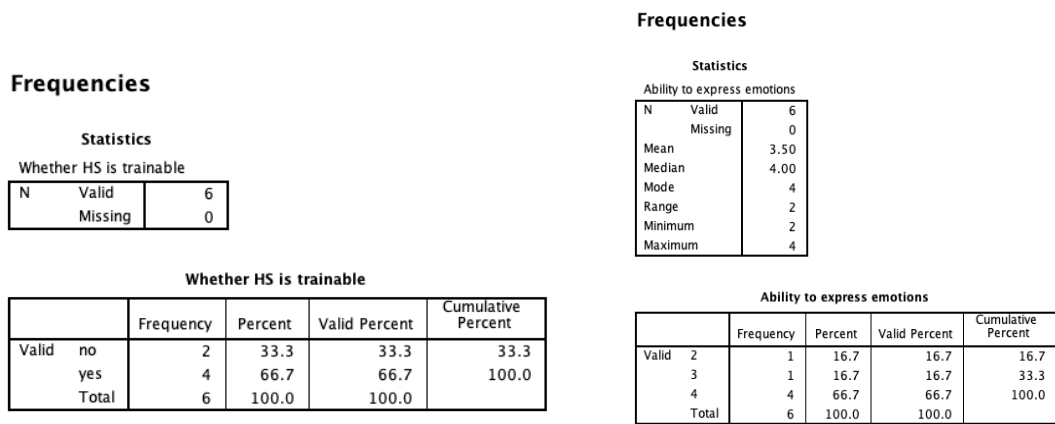 Frequencies
Statistics
Whether HS is trainable
N Valid 6
Missing 0
Whether HS is trainable
Frequency Percent Valid Percent Cumulative Percent
Valid no 2 33.3 33.3 33.3
yes 4 66.7 66.7 100.0
Total 6 100.0 100.0
Frequencies
Statistics
Ability to express emotions
N Valid 6
Missing 0
Mean 3.50
Median 4.00
Mode 4
Range 2
Minimum 2
Maximum 4
Ability to express emotions
Frequency Percent Valid Percent Cumulative Percent
Valid 2 1 16.7 16.7 16.7
3 1 16.7 16.7 33.3
4 4 66.7 66.7 100.0
Total 6 100.0 100.0